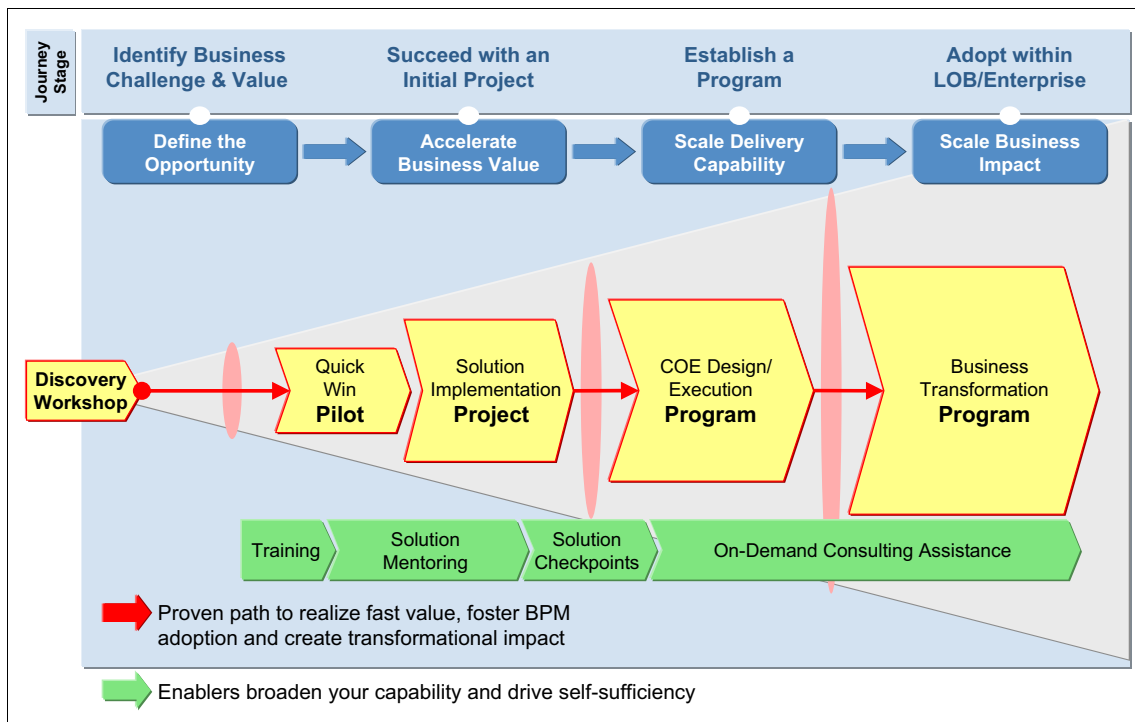 Journey
Stage
Identify Business
Challenge & Value
Succeed with an
Initial Project
Establish a
Program
Adopt within
LOB/Enterprise
Define the
Opportunity
Accelerate
Business Value
Scale Delivery
Capability
Scale Business
Impact
Discovery
Workshop
Quick
Win
Pilot
Solution
Implementation
Project
COE Design/
Execution
Program
Business
Transformation
Program
Training
Solution
Mentoring
Solution
Checkpoints
On-Demand Consulting Assistance
Proven path to realize fast value, foster BPM
adoption and create transformational impact
Enablers broaden your capability and drive self-sufficiency